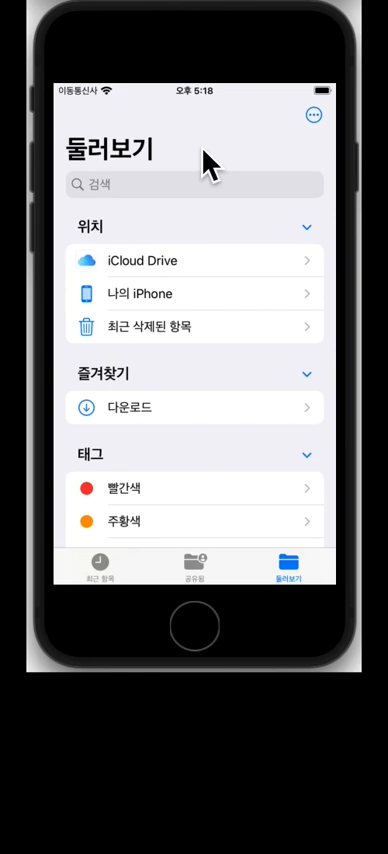 이동통신사 오후 5:18
둘러보기
검색
위치
iCloud Drive
나의 iPhone
최근 삭제된 항목
즐겨찾기
다운로드
태그
빨간색
주황색
최근 항목 공유됨 둘러보기